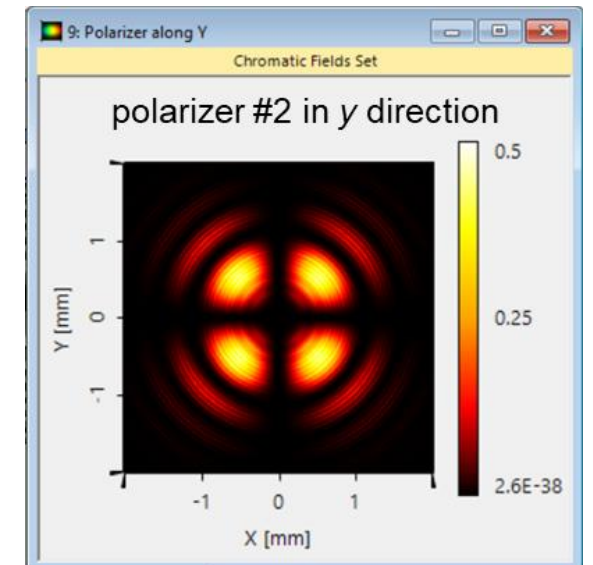 9: Polarizer along Y
Chromatic Fields Set
polarizer #2 in y direction
0.5
0.25
2.6E-38
1
0
-1
Y [mm]
-1
0
1
X [mm]